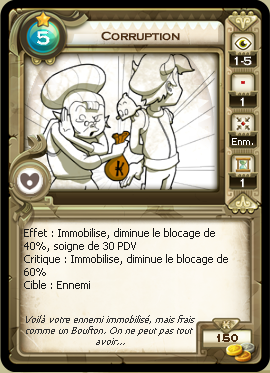 CORRUPTION
5
1-5
1
Enm.
1
K
Effet : Immobilise, diminue le blocage de
40%, soigne de 30 PDV
Critique : Immobilise, diminue le blocage de
60%
Cible : Ennemi
Voilà votre ennemi immobilisé, mais frais
comme un Bouftou. On ne peut pas tout
avoir...
K
150